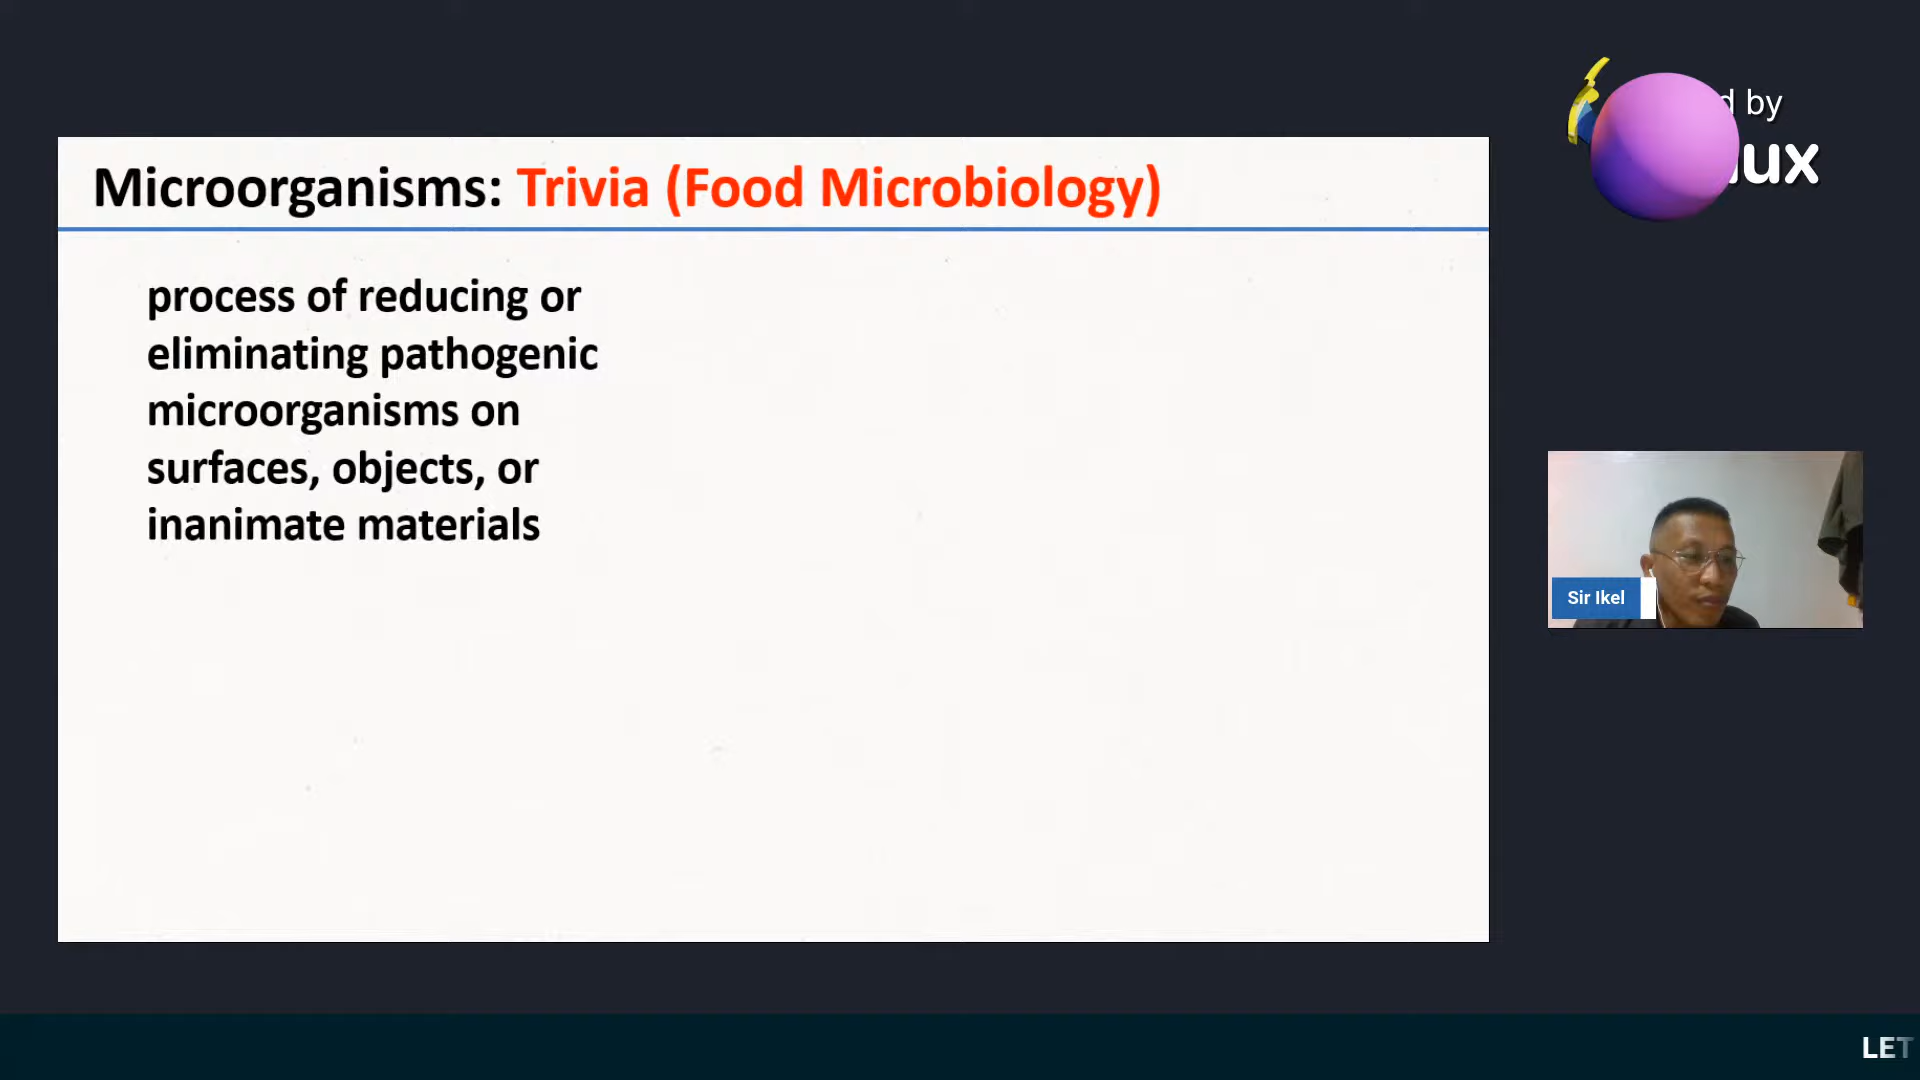 Microorganisms: Trivia (Food Microbiology)
process of reducing or
eliminating pathogenic
microorganisms on
surfaces, objects, or
inanimate materials
by
Sir Ikel
LET